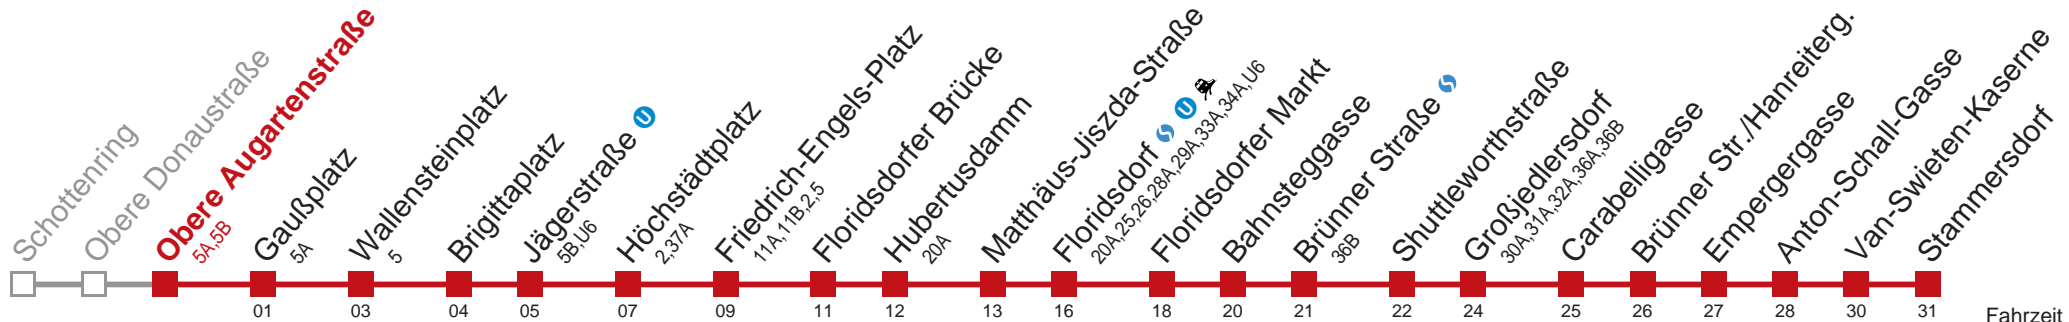 Schottenring
Obere Donaustraße
Obere Augartenstraße
5A,5B
Gaußplatz
5A
Wallensteinplatz
5
Brigittaplatz
Jägerstraße U
5B,U6
Höchstädtplatz
2,37A
Friedrich-Engels-Platz
11A,11B,2,5
Floridsdorfer Brücke
Hubertusdamm
20A
Matthäus-Jiszda-Straße
Floridsdorf S U
20A,25,26,28A,29A,33A,34A,U6
Floridsdorfer Markt
Bahnsteggasse
Brünner Straße S
36B
Shuttleworthstraße
Großjedlersdorf
30A,31A,32A,36A,36B
Carabelligasse
Brünner Str./Hanreiterg.
Empergergasse
Anton-Schall-Gasse
Van-Swieten-Kaserne
Stammersdorf
01 03 04 05 07 09 11 12 13 16 18 20 21 22 24 25 26 27 28 30 31 Fahrzeit